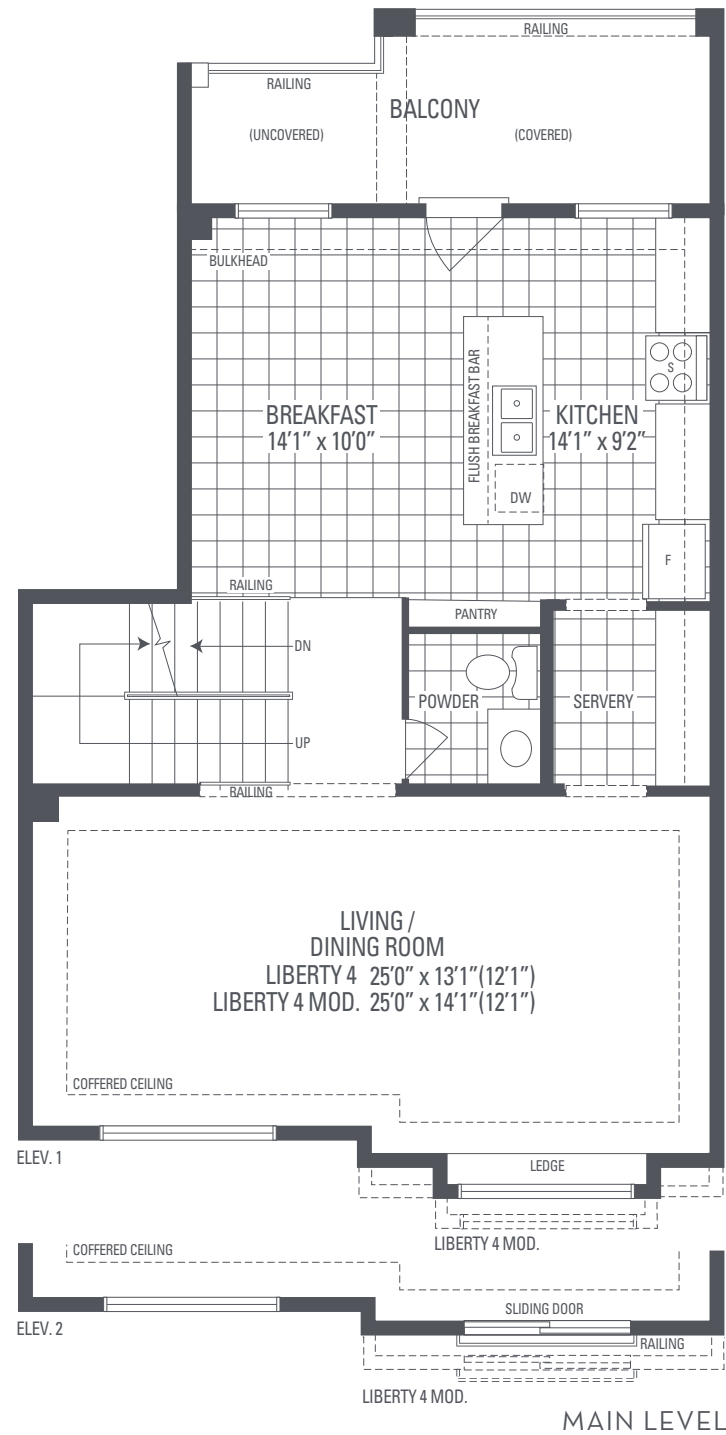 RAILING
RAILING
BALCONY
(UNCOVERED)
(COVERED)
BULKHEAD
FLUSH BREAKFAST BAR
S
BREAKFAST
14'1" x 10'0"
KITCHEN
14'1" x 9'2"
DW
F
RAILING
PANTRY
DN
POWDER
SERVERY
UP
RAILING
LIVING /
DINING ROOM
LIBERTY 4 25'0" x 13'1"(12'1")
LIBERTY 4 MOD. 25'0" x 14'1"(12'1")
COFFERED CEILING
ELEV. 1
LEDGE
LIBERTY 4 MOD.
COFFERED CEILING
SLIDING DOOR
ELEV. 2
RAILING
LIBERTY 4 MOD.
MAIN LEVEL